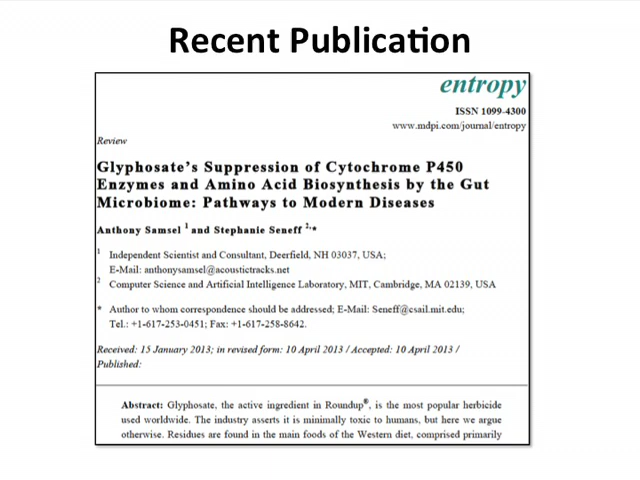 Recent Publication
entropy
ISSN 1099-4300
www.mdpi.com/journal/entropy
Review
Glyphosate's Suppression of Cytochrome P450
Enzymes and Amino Acid Biosynthesis by the Gut
Microbiome: Pathways to Modern Diseases
Anthony Samsel 1 and Stephanie Seneff 2,*
1 Independent Scientist and Consultant, Deerfield, NH 03037, USA;
E-Mail: anthonysamsel@acoustictracks.net
2 Computer Science and Artificial Intelligence Laboratory, MIT, Cambridge, MA 02139, USA
* Author to whom correspondence should be addressed; E-Mail: Seneff@csail.mit.edu;
Tel.: +1-617-253-0451; Fax: +1-617-258-8642.
Received: 15 January 2013; in revised form: 10 April 2013 / Accepted: 10 April 2013 /
Published:
Abstract: Glyphosate, the active ingredient in Roundup®, is the most popular herbicide
used worldwide. The industry asserts it is minimally toxic to humans, but here we argue
otherwise. Residues are found in the main foods of the Western diet, comprised primarily